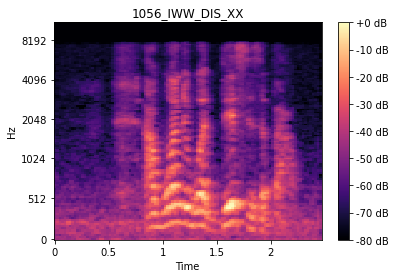 1056_IWW_DIS_XX
+0 dB
8192
-10 dB
4096
-20 dB
-30 dB
2048
Hz
-40 dB
1024
-50 dB
512
-60 dB
-70 dB
0
-80 dB
0 0.5 1 1.5 2
Time